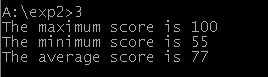 A:\exp2>3
The maximum score is 100
The minimum score is 55
The average score is 77